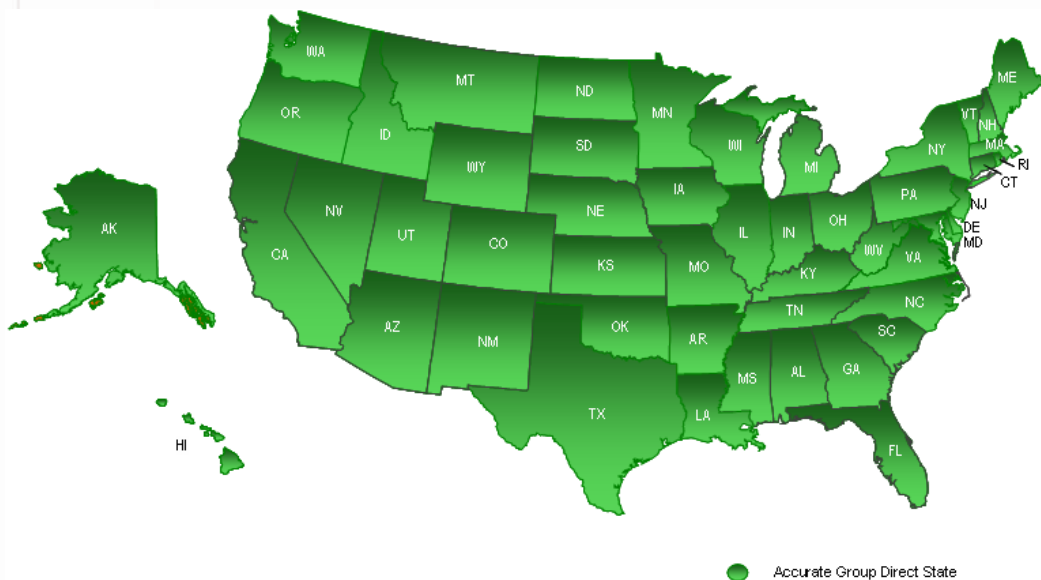 WA
MT
ND
MN
ME
OR
ID
SD
WI
VT
NH
NY
MA
WY
MI
RI
CT
IA
PA
NE
NJ
NV
OH
AK
UT
CO
IL
IN
DE
MD
CA
KS
MO
WV
VA
KY
NC
TN
AZ
NM
OK
AR
SC
MS
AL
GA
TX
LA
HI
FL
Accurate Group Direct State